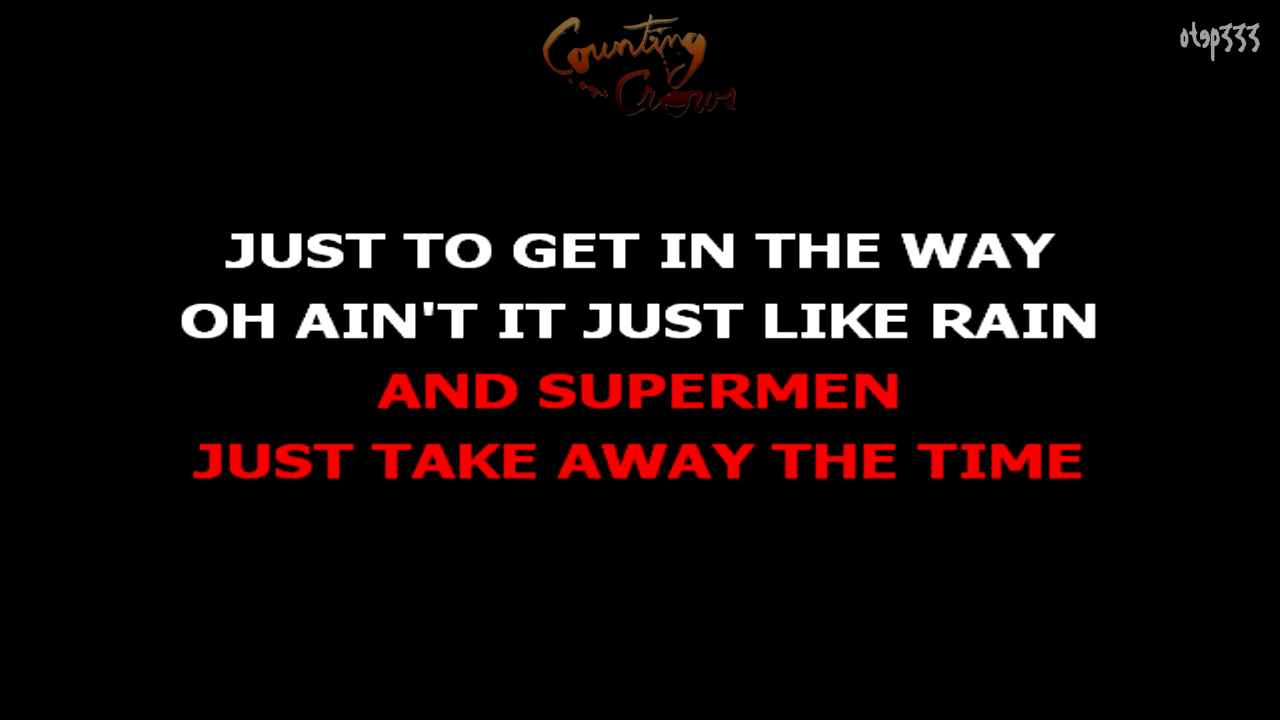 Counting
Crows
otep333
JUST TO GET IN THE WAY
OH AIN'T IT JUST LIKE RAIN
AND SUPERMEN
JUST TAKE AWAY THE TIME